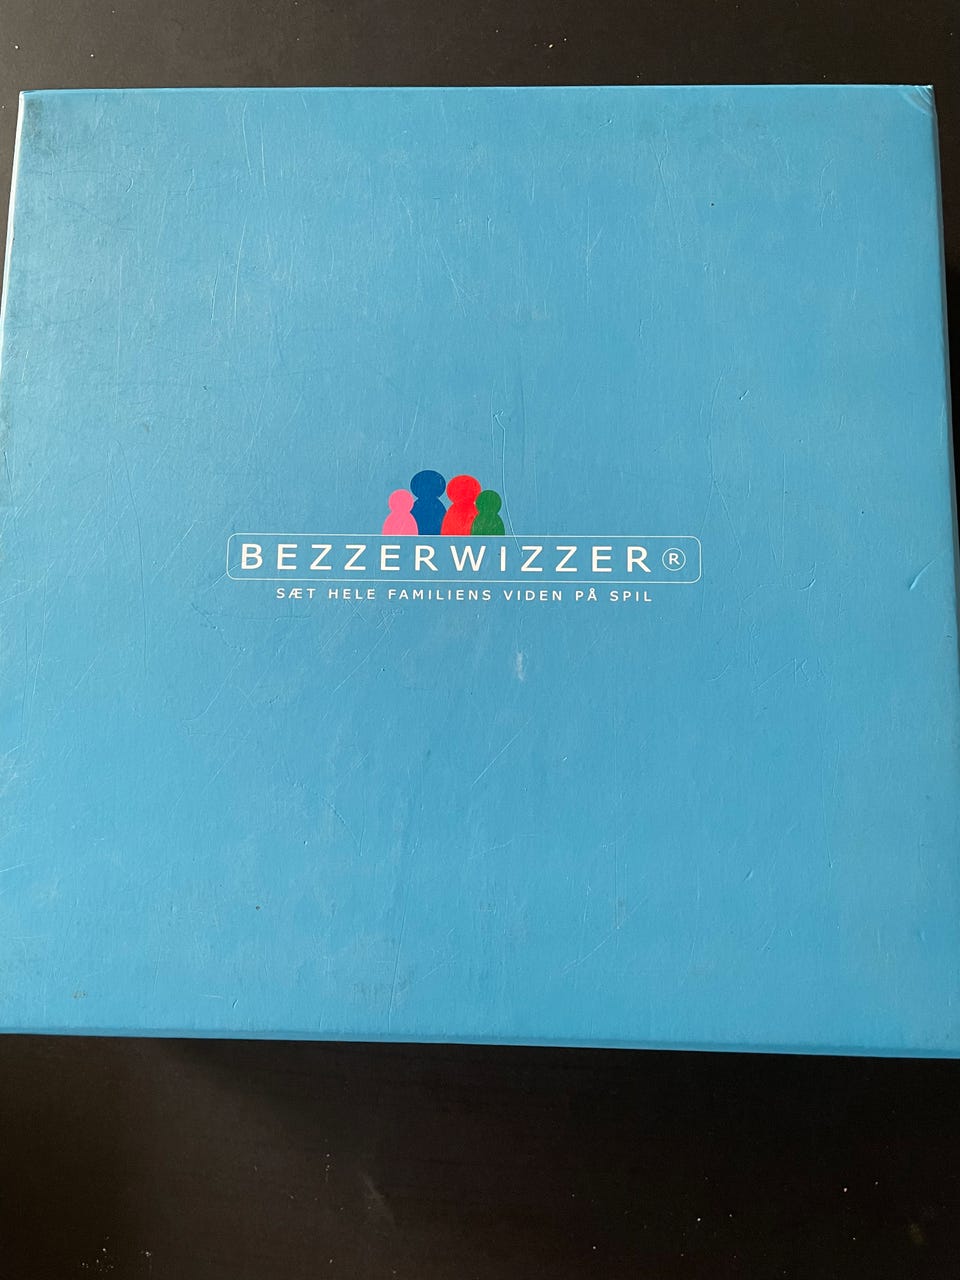 BEZZERWIZZER®
SÆT HELE FAMILIENS VIDEN PÅ SPIL